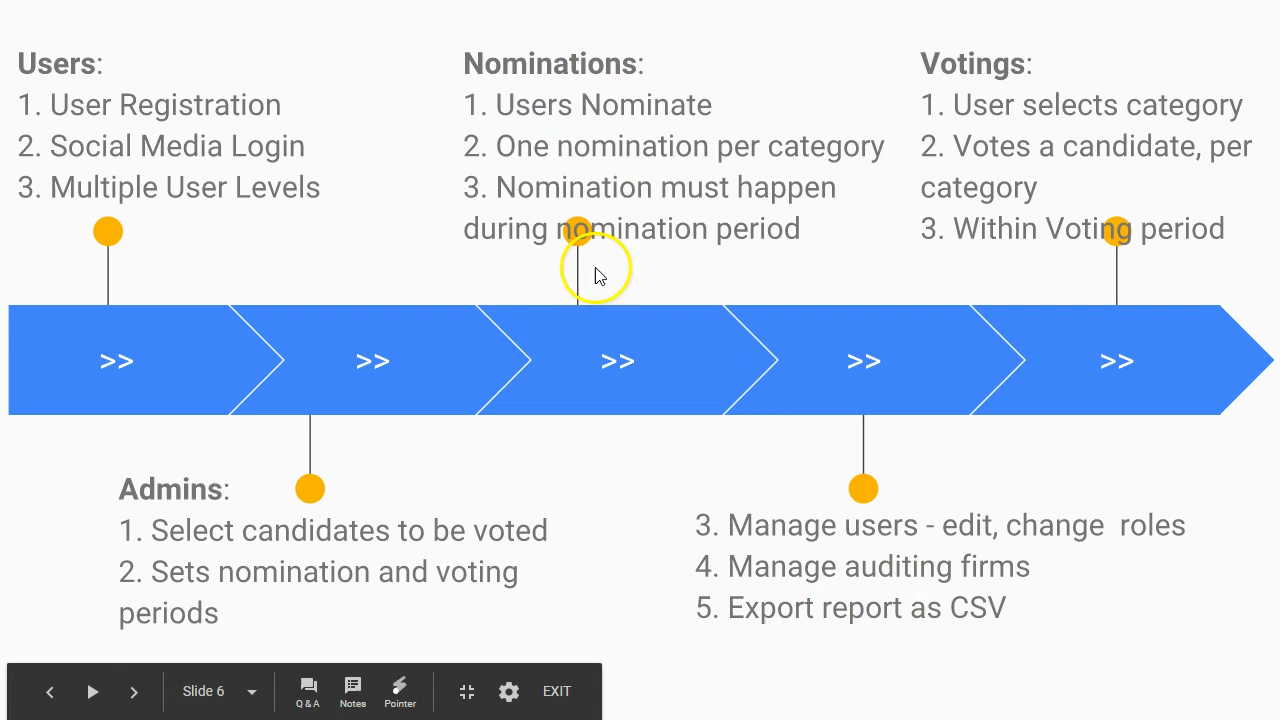 Users:
1. User Registration
2. Social Media Login
3. Multiple User Levels
Nominations:
1. Users Nominate
2. One nomination per category
3. Nomination must happen
during nomination period
Votings:
1. User selects category
2. Votes a candidate, per
category
3. Within Voting period
>> >> >> >> >>
Admins:
1. Select candidates to be voted
2. Sets nomination and voting
periods
3. Manage users - edit, change  roles
4. Manage auditing firms
5. Export report as CSV
Slide 6 Q & A Notes Pointer EXIT